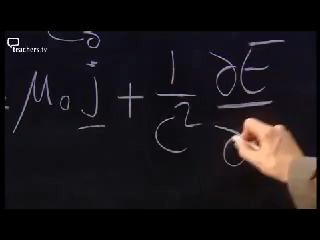 teachers.tv
= μ₀ j + 1/c² ∂E/∂